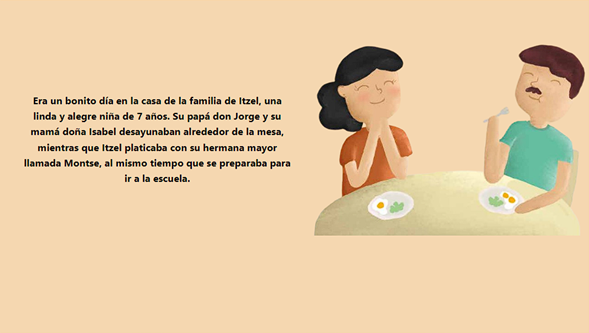 Era un bonito día en la casa de la familia de Itzel, una
linda y alegre niña de 7 años. Su papá don Jorge y su
mamá doña Isabel desayunaban alrededor de la mesa,
mientras que Itzel platicaba con su hermana mayor
llamada Montse, al mismo tiempo que se preparaba para
ir a la escuela.